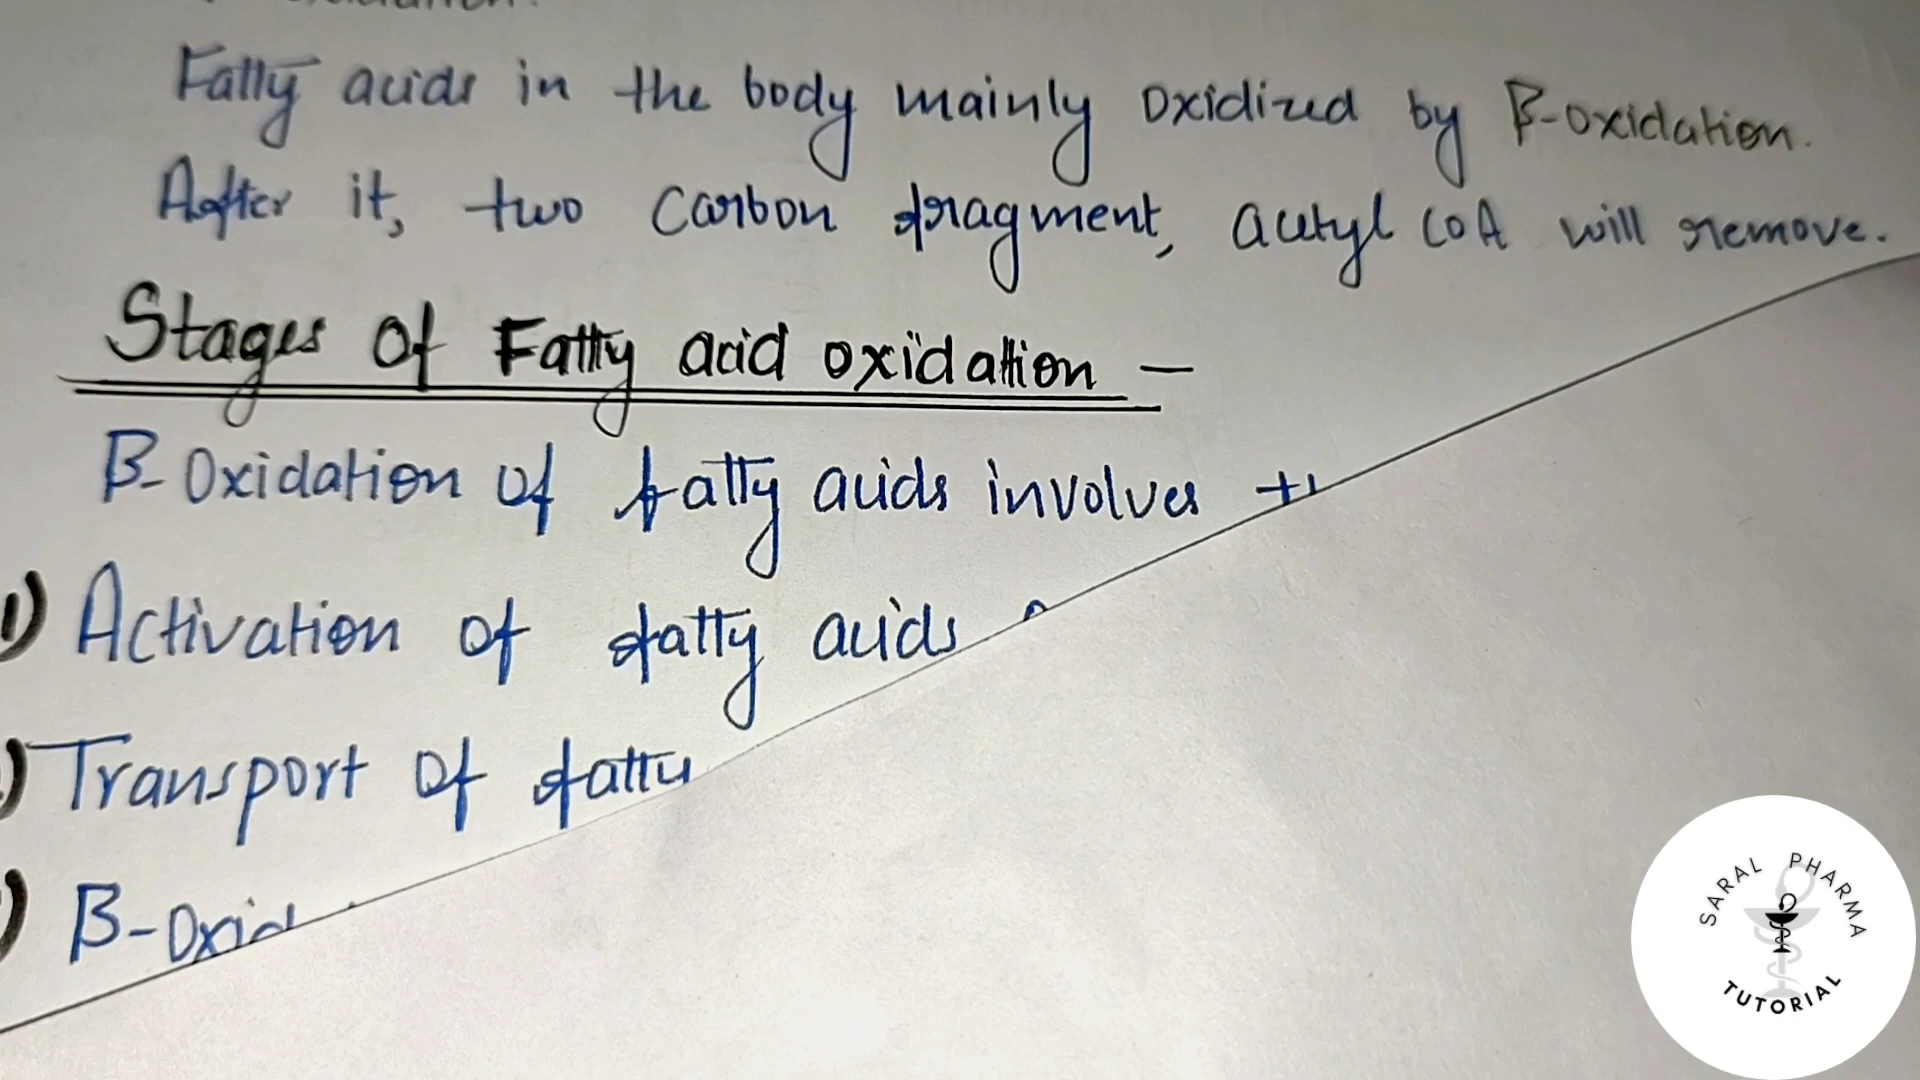 Fatty acids in the body mainly oxidized by β-oxidation.
After it, two carbon fragment, acetyl CoA will remove.
Stages of Fatty acid oxidation -
β-Oxidation of fatty acids involves
1) Activation of fatty acids
) Transport of fatty
) β-Oxid
SARAL PHARMA
TUTORIAL